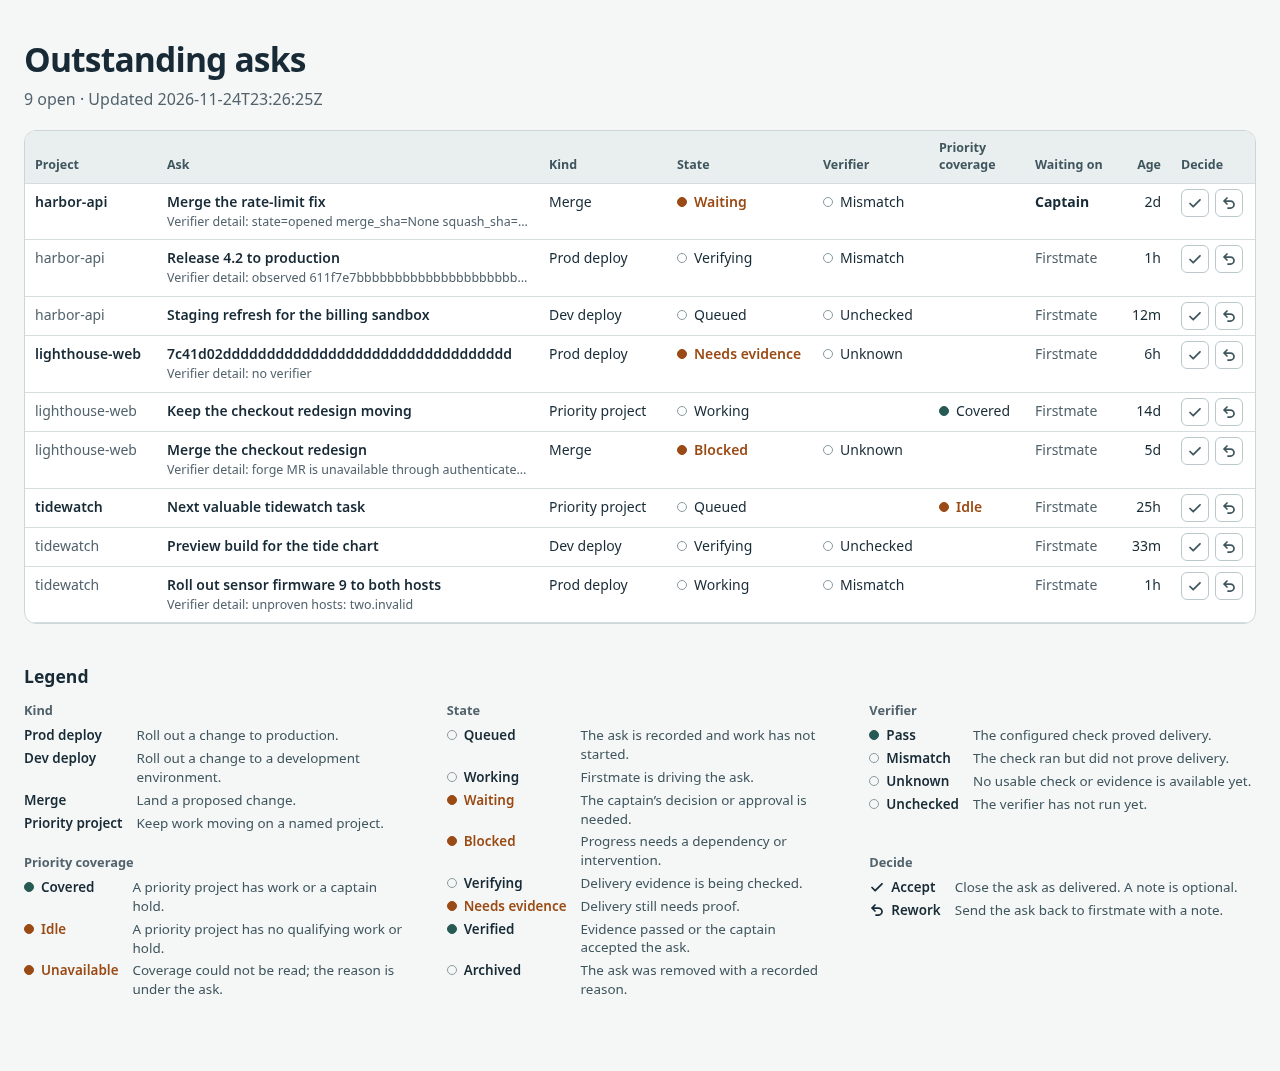 Outstanding asks
9 open · Updated 2026-11-24T23:26:25Z
Project Ask Kind State Verifier Priority coverage Waiting on Age Decide
harbor-api Merge the rate-limit fix Merge Waiting Mismatch Captain 2d
Verifier detail: state=opened merge_sha=None squash_sha=…
harbor-api Release 4.2 to production Prod deploy Verifying Mismatch Firstmate 1h
Verifier detail: observed 611f7e7bbbbbbbbbbbbbbbbbbbbb…
harbor-api Staging refresh for the billing sandbox Dev deploy Queued Unchecked Firstmate 12m
lighthouse-web 7c41d02ddddddddddddddddddddddddddddddddd Prod deploy Needs evidence Unknown Firstmate 6h
Verifier detail: no verifier
lighthouse-web Keep the checkout redesign moving Priority project Working Covered Firstmate 14d
lighthouse-web Merge the checkout redesign Merge Blocked Unknown Firstmate 5d
Verifier detail: forge MR is unavailable through authenticate…
tidewatch Next valuable tidewatch task Priority project Queued Idle Firstmate 25h
tidewatch Preview build for the tide chart Dev deploy Verifying Unchecked Firstmate 33m
tidewatch Roll out sensor firmware 9 to both hosts Prod deploy Working Mismatch Firstmate 1h
Verifier detail: unproven hosts: two.invalid
Legend
Kind
Prod deploy Roll out a change to production.
Dev deploy Roll out a change to a development
environment.
Merge Land a proposed change.
Priority project Keep work moving on a named project.
Priority coverage
Covered A priority project has work or a captain
hold.
Idle A priority project has no qualifying work or
hold.
Unavailable Coverage could not be read; the reason is
under the ask.
State
Queued The ask is recorded and work has not
started.
Working Firstmate is driving the ask.
Waiting The captain’s decision or approval is
needed.
Blocked Progress needs a dependency or
intervention.
Verifying Delivery evidence is being checked.
Needs evidence Delivery still needs proof.
Verified Evidence passed or the captain
accepted the ask.
Archived The ask was removed with a recorded
reason.
Verifier
Pass The configured check proved delivery.
Mismatch The check ran but did not prove delivery.
Unknown No usable check or evidence is available yet.
Unchecked The verifier has not run yet.
Decide
Accept Close the ask as delivered. A note is optional.
Rework Send the ask back to firstmate with a note.